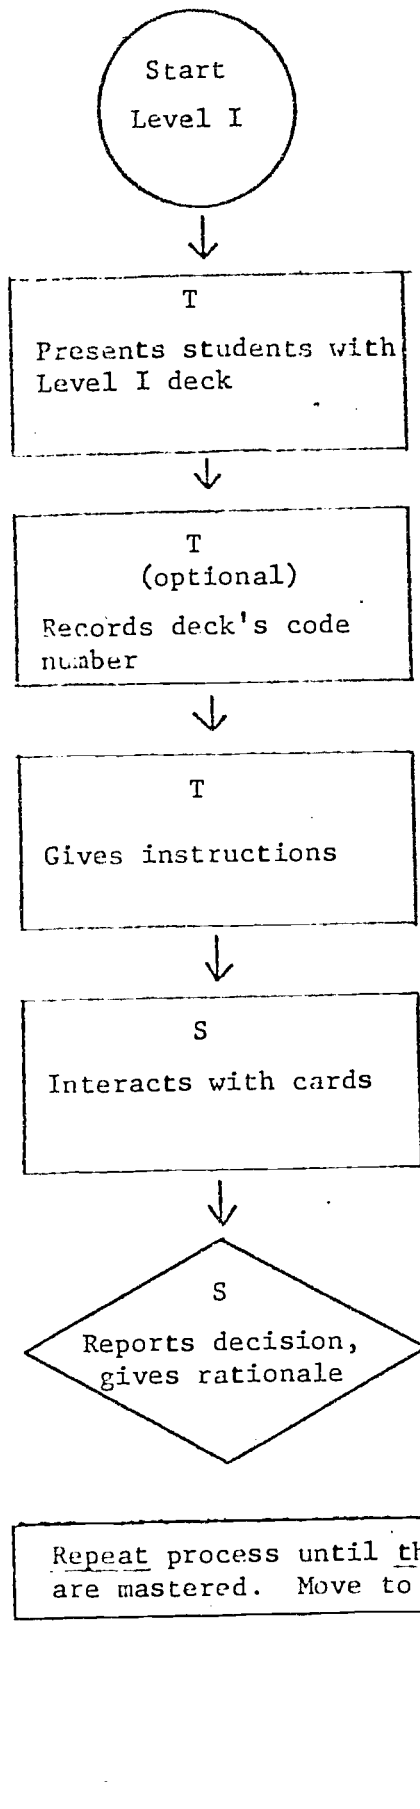 Start
Level I
T
Presents students with
Level I deck
T
(optional)
Records deck's code
number
T
Gives instructions
S
Interacts with cards
S
Reports decision,
gives rationale
Repeat process until
are mastered. Move to